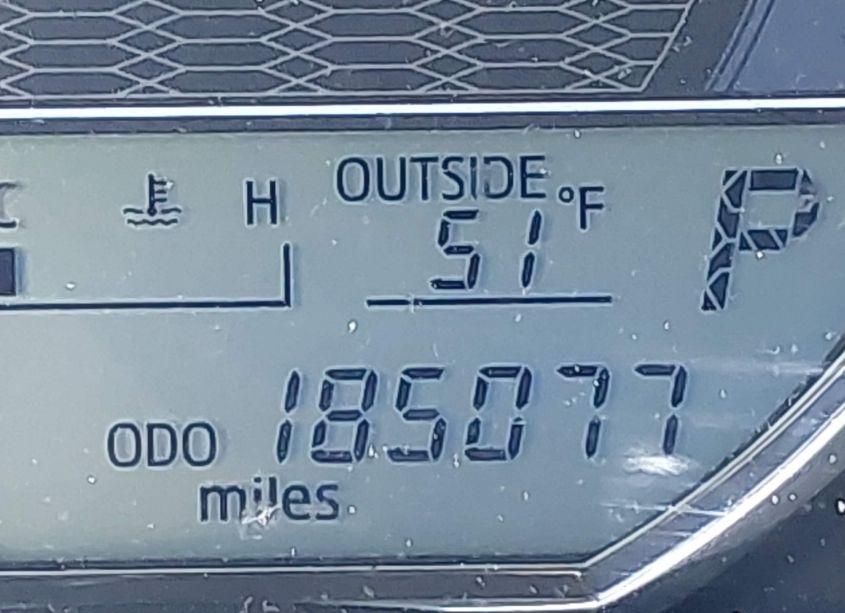 C H OUTSIDE °F P
51
ODO 185077
miles